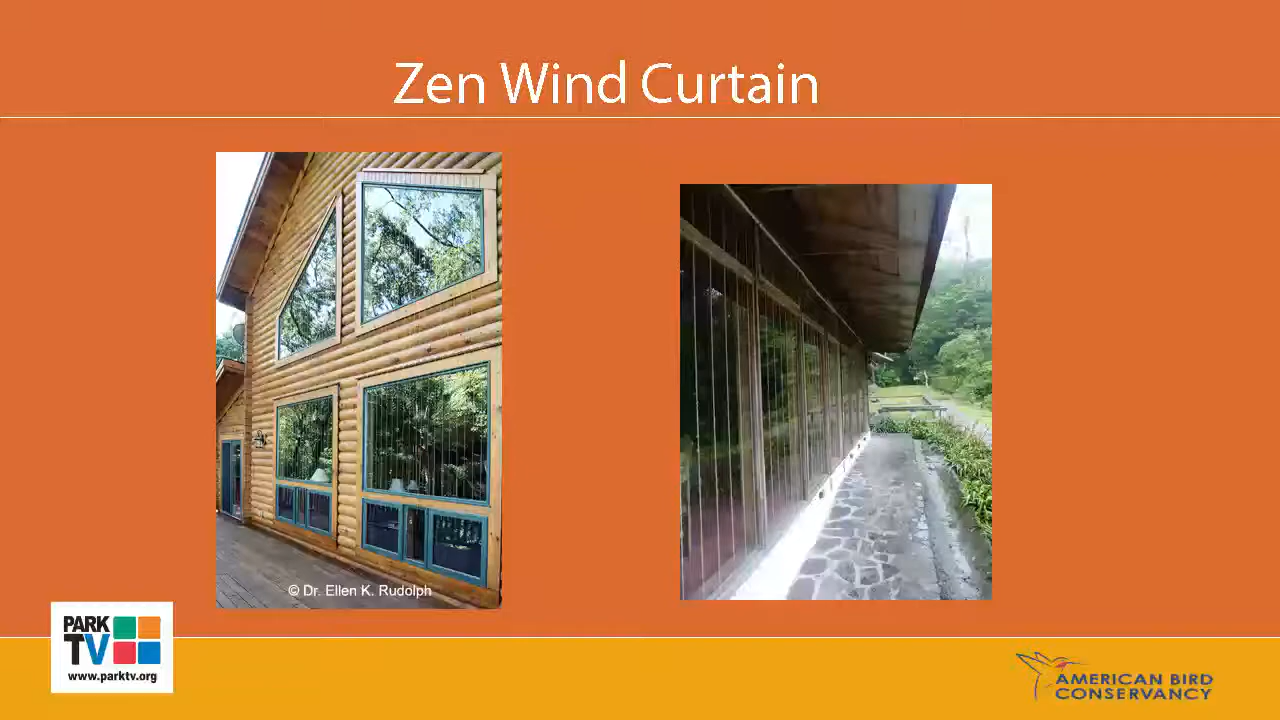 Zen Wind Curtain
© Dr. Ellen K. Rudolph
PARK
TV
www.parktv.org
AMERICAN BIRD
CONSERVANCY